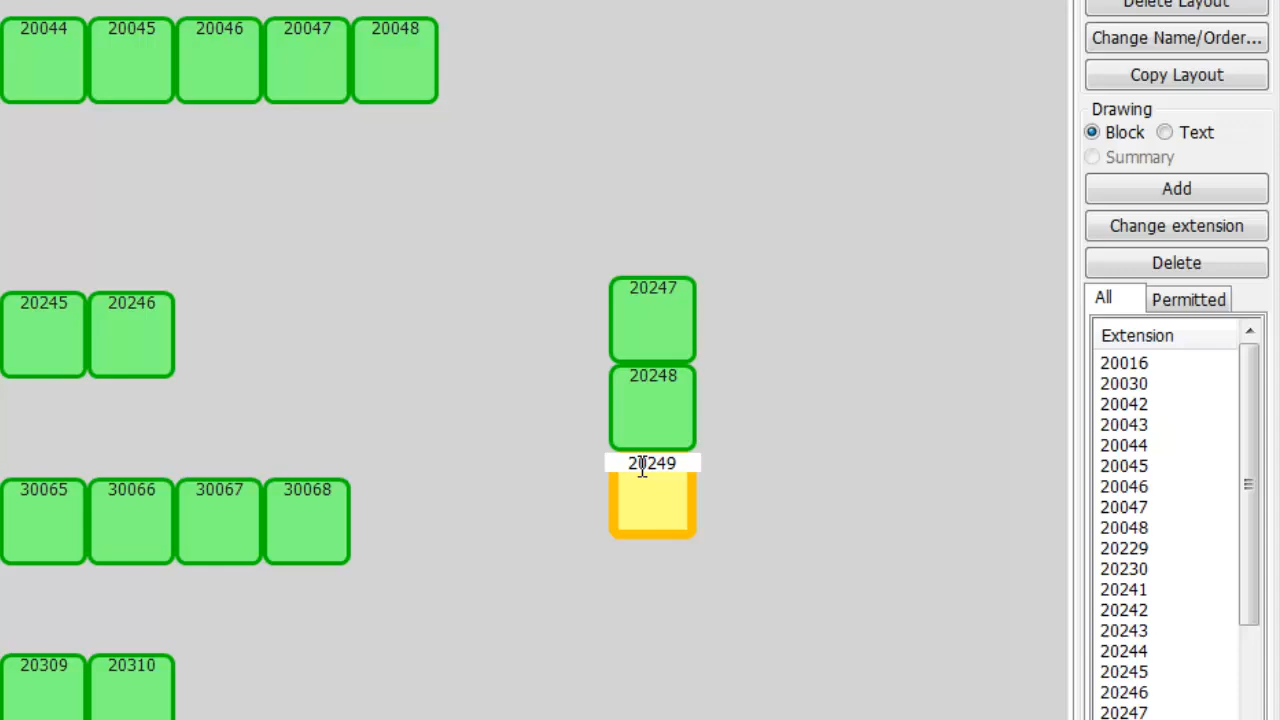 20044 20045 20046 20047 20048
20245 20246
20247
20248
20249
30065 30066 30067 30068
20309 20310
Delete Layout
Change Name/Order...
Copy Layout
Drawing
Block Text
Summary
Add
Change extension
Delete
All Permitted
Extension
20016
20030
20042
20043
20044
20045
20046
20047
20048
20229
20230
20241
20242
20243
20244
20245
20246
20247